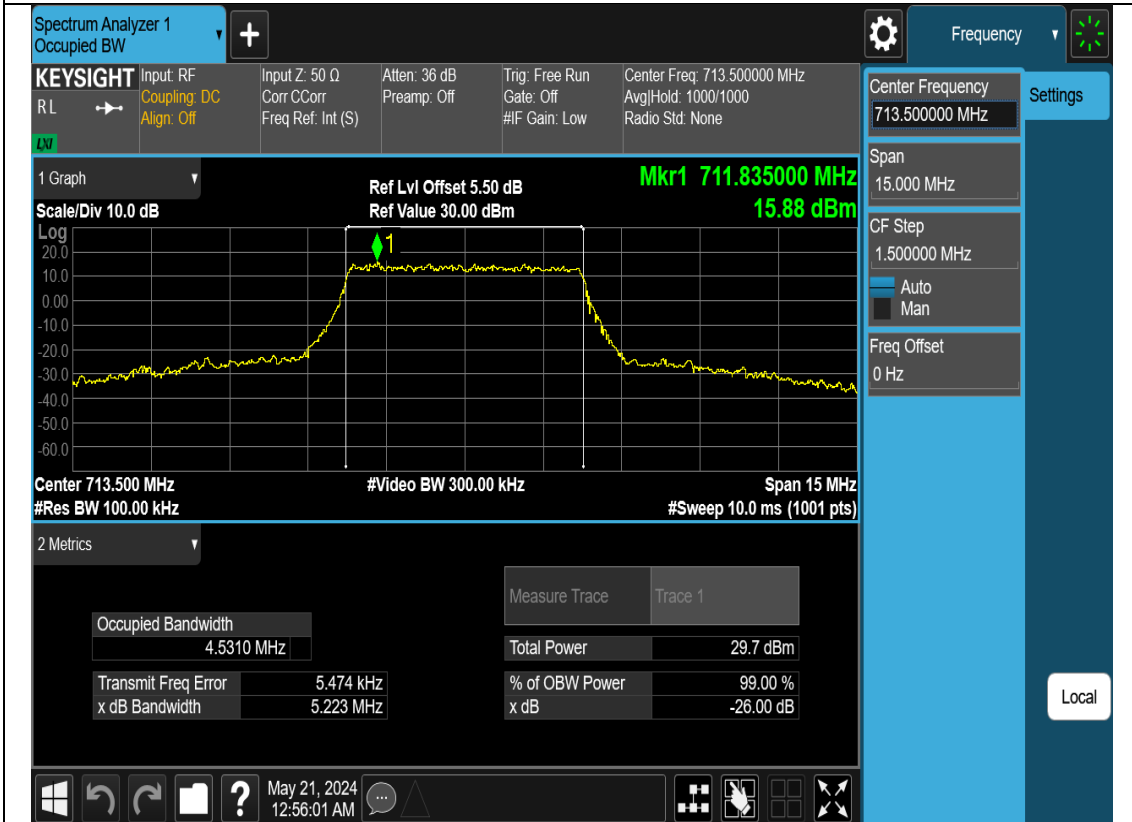 Spectrum Analyzer 1
Occupied BW
Frequency
KEYSIGHT
R L
LXI
Input: RF
Coupling: DC
Align: Off
Input Z: 50 Ω
Corr CCorr
Freq Ref: Int (S)
Atten: 36 dB
Preamp: Off
Trig: Free Run
Gate: Off
#IF Gain: Low
Center Freq: 713.500000 MHz
Avg|Hold: 1000/1000
Radio Std: None
Center Frequency
713.500000 MHz
Settings
Span
15.000 MHz
CF Step
1.500000 MHz
Auto
Man
Freq Offset
0 Hz
Local
1 Graph
Scale/Div 10.0 dB
Ref Lvl Offset 5.50 dB
Ref Value 30.00 dBm
Mkr1 711.835000 MHz
15.88 dBm
Log
1
20.0
10.0
0.00
-10.0
-20.0
-30.0
-40.0
-50.0
-60.0
Center 713.500 MHz
#Video BW 300.00 kHz
Span 15 MHz
#Res BW 100.00 kHz
#Sweep 10.0 ms (1001 pts)
2 Metrics
Measure Trace Trace 1
Occupied Bandwidth
4.5310 MHz
Total Power 29.7 dBm
Transmit Freq Error 5.474 kHz
% of OBW Power 99.00 %
x dB Bandwidth 5.223 MHz
x dB -26.00 dB
?
May 21, 2024
12:56:01 AM